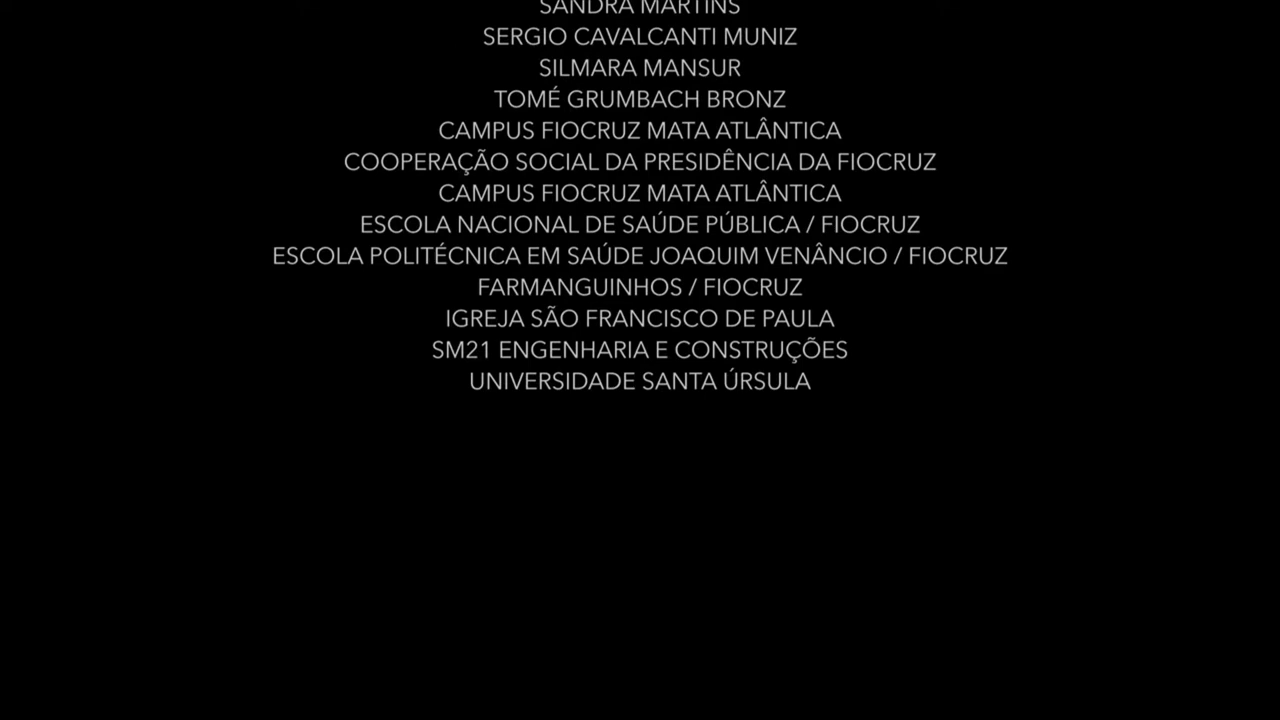 SANDRA MARTINS
SERGIO CAVALCANTI MUNIZ
SILMARA MANSUR
TOMÉ GRUMBACH BRONZ
CAMPUS FIOCRUZ MATA ATLÂNTICA
COOPERAÇÃO SOCIAL DA PRESIDÊNCIA DA FIOCRUZ
CAMPUS FIOCRUZ MATA ATLÂNTICA
ESCOLA NACIONAL DE SAÚDE PÚBLICA / FIOCRUZ
ESCOLA POLITÉCNICA EM SAÚDE JOAQUIM VENÂNCIO / FIOCRUZ
FARMANGUINHOS / FIOCRUZ
IGREJA SÃO FRANCISCO DE PAULA
SM21 ENGENHARIA E CONSTRUÇÕES
UNIVERSIDADE SANTA ÚRSULA